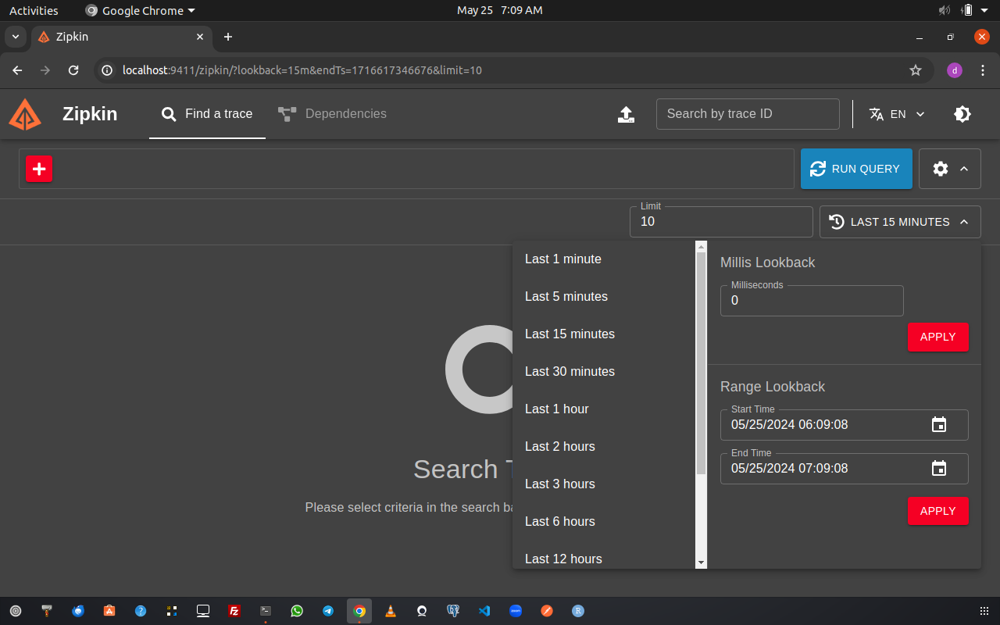 Activities
Google Chrome
May 25 7:09 AM
Zipkin
localhost:9411/zipkin/?lookback=15m&endTs=1716617346676&limit=10
d
Zipkin
Find a trace
Dependencies
Search by trace ID
EN
RUN QUERY
Limit
10
LAST 15 MINUTES
Last 1 minute
Last 5 minutes
Last 15 minutes
Last 30 minutes
Last 1 hour
Last 2 hours
Last 3 hours
Last 6 hours
Last 12 hours
Millis Lookback
Milliseconds
0
APPLY
Range Lookback
Start Time
05/25/2024 06:09:08
End Time
05/25/2024 07:09:08
APPLY
Search
Please select criteria in the search